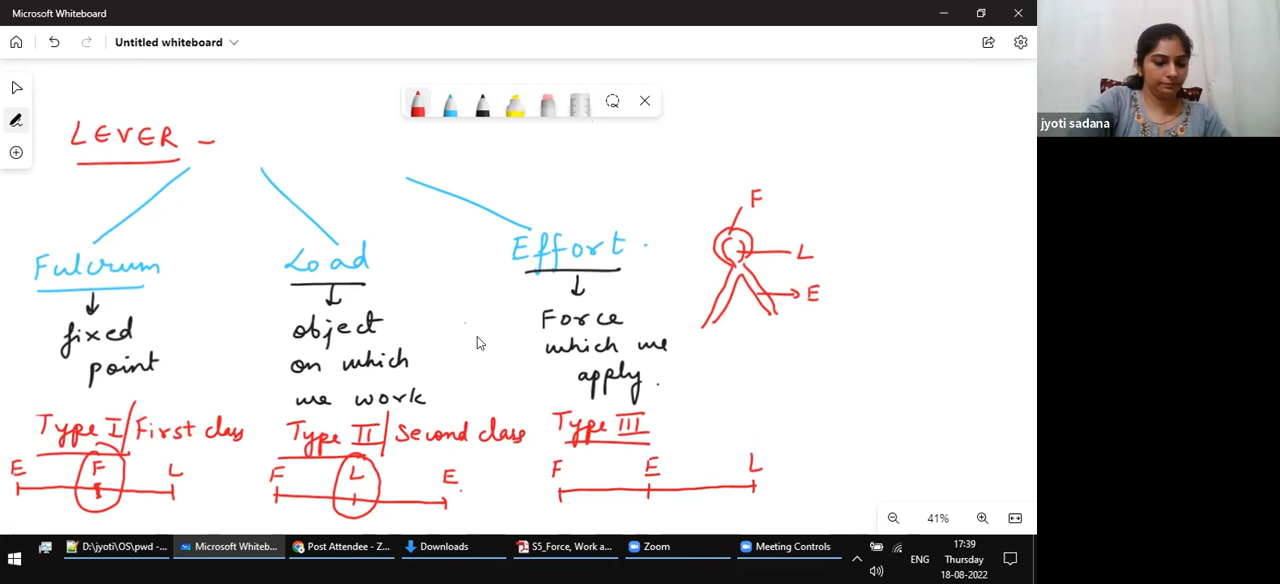 Microsoft Whiteboard
Untitled whiteboard
jyoti sadana
LEVER -
Fulcrum
Load
Effort.
fixed
point
object
on which
we work
Force
which we
apply.
F
L
E
Type I/First class
Type II/Second class
Type III
E F L
F L E
F E L
41%
D:\jyoti\OS\pwd -...
Microsoft Whiteb...
Post Attendee - Z...
Downloads
S5_Force, Work a...
Zoom
Meeting Controls
ENG
17:39
Thursday
18-08-2022